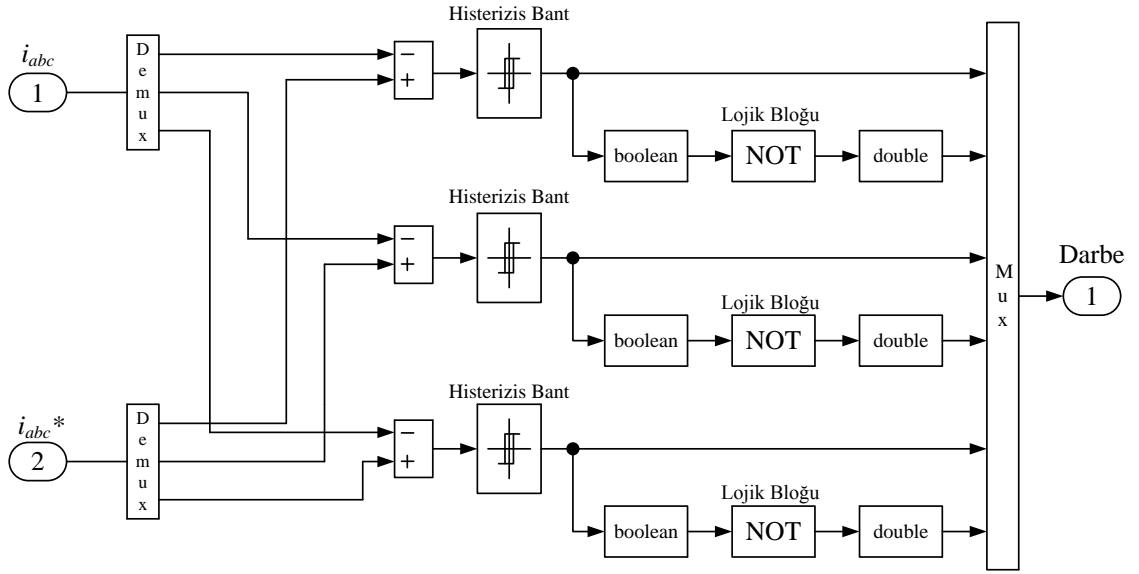 Histerizis Bant
i_abc
1
Demux
−
+
Lojik Bloğu
boolean
NOT
double
Histerizis Bant
−
+
Lojik Bloğu
boolean
NOT
double
Mux
Darbe
1
Histerizis Bant
i_abc*
2
Demux
−
+
Lojik Bloğu
boolean
NOT
double